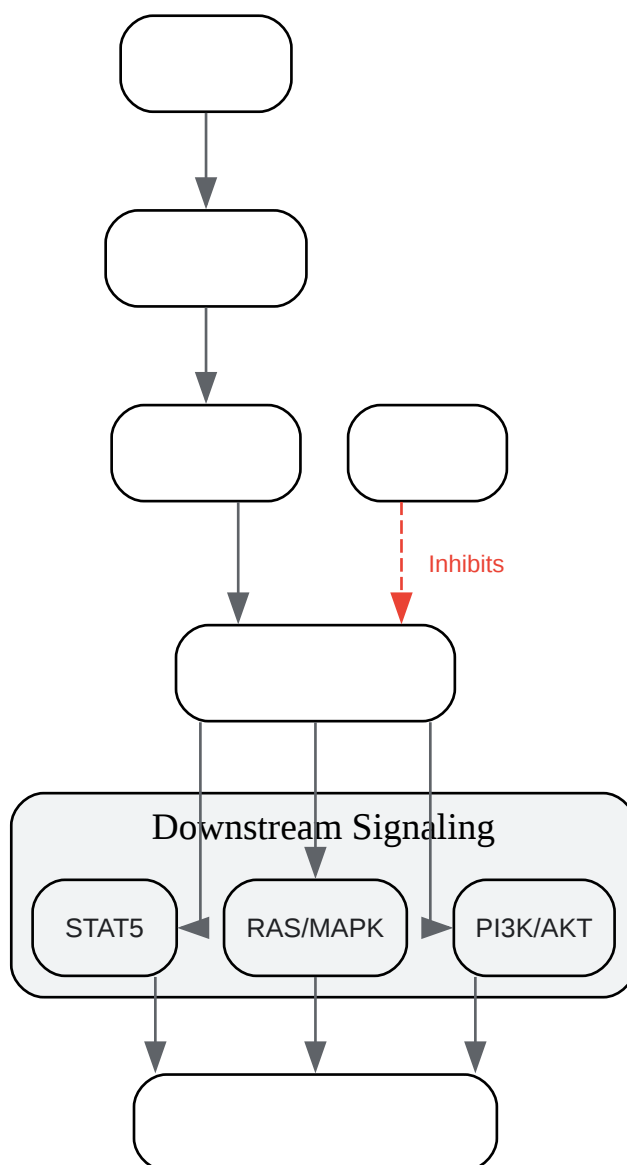 Inhibits
Downstream Signaling
STAT5
RAS/MAPK
PI3K/AKT